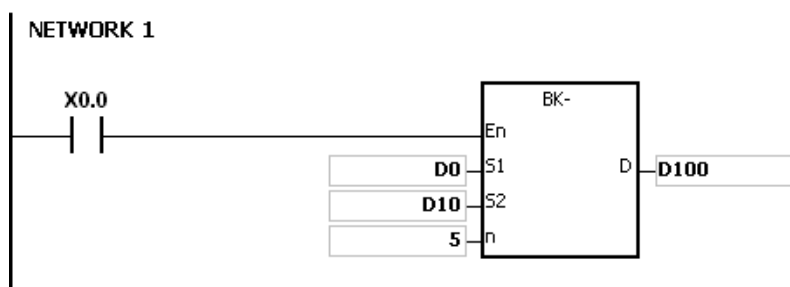 NETWORK 1
X0.0
BK-
En
D0 S1 D D100
D10 S2
5 n